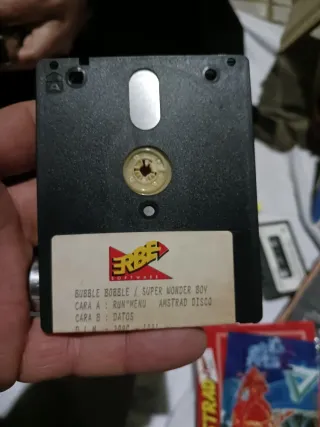 A
ERBE
SOFTWARE
BUBBLE BOBBLE / SUPER WONDER BOY
CARA A : RUN"MENU AMSTRAD DISCO
CARA B : DATOS